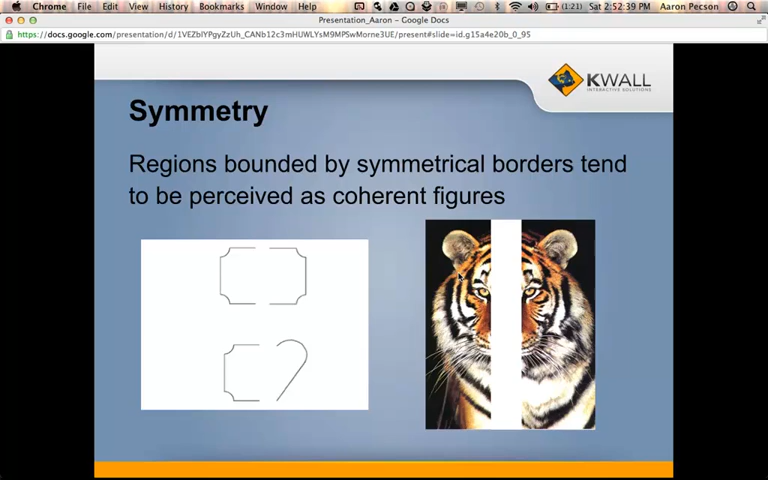 Chrome File Edit View History Bookmarks Window Help (1:21) Sat 2:52:39 PM Aaron Pecson
Presentation_Aaron – Google Docs
https://docs.google.com/presentation/d/1VEZblYPgyZzUh_CANb12c3mHUWLYsM9MPSwMorne3UE/present#slide=id.g15a4e20b_0_95
KWALL
INTERACTIVE SOLUTIONS
Symmetry
Regions bounded by symmetrical borders tend
to be perceived as coherent figures